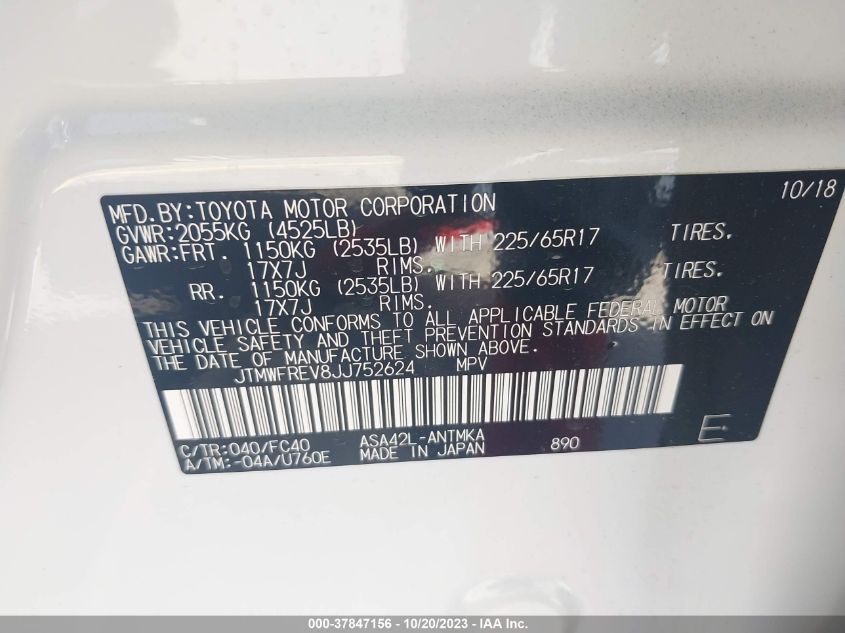 10/18
MFD.BY:TOYOTA MOTOR CORPORATION
GVWR:2055KG (4525LB)
GAWR:FRT. 1150KG (2535LB) WITH 225/65R17 TIRES.
17X7J RIMS.
RR. 1150KG (2535LB) WITH 225/65R17 TIRES.
17X7J RIMS.
THIS VEHICLE CONFORMS TO ALL APPLICABLE FEDERAL MOTOR
VEHICLE SAFETY AND THEFT PREVENTION STANDARDS IN EFFECT ON
THE DATE OF MANUFACTURE SHOWN ABOVE.
JTMWFREV8JJ752624 MPV
C/TR:040/FC40 ASA42L-ANTMKA 890 E
A/TM:-04A/U760E MADE IN JAPAN
000-37847156 - 10/20/2023 - IAA Inc.